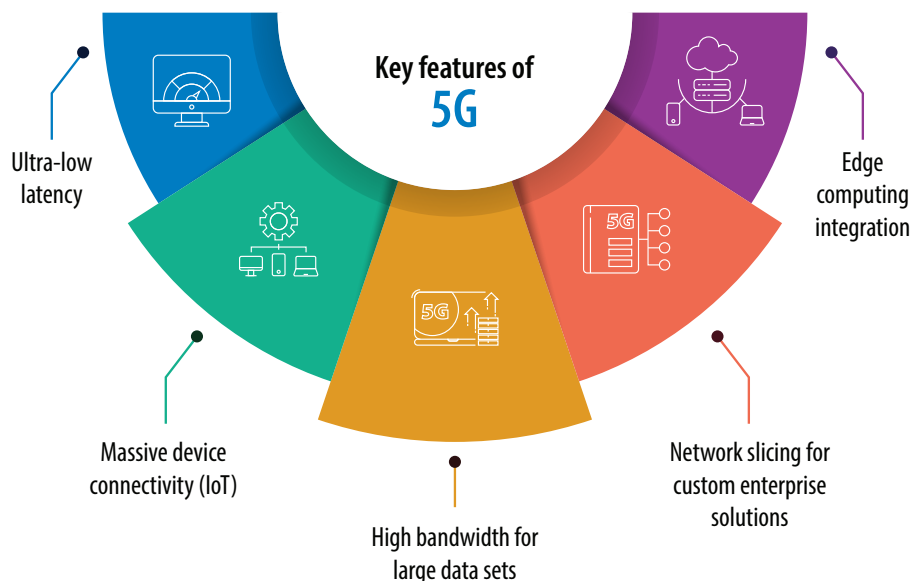 Key features of
5G
Ultra-low
latency
Massive device
connectivity (IoT)
5G
High bandwidth for
large data sets
5G
Network slicing for
custom enterprise
solutions
Edge
computing
integration